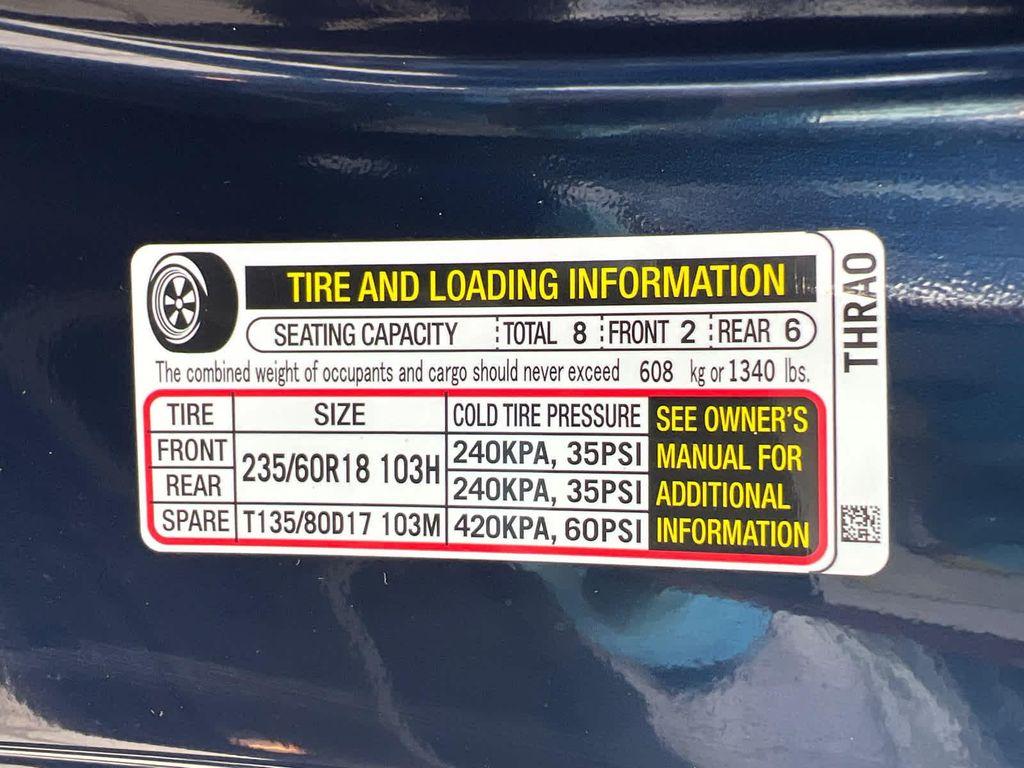 TIRE AND LOADING INFORMATION
SEATING CAPACITY TOTAL 8 FRONT 2 REAR 6
The combined weight of occupants and cargo should never exceed 608 kg or 1340 lbs.
TIRE SIZE COLD TIRE PRESSURE
FRONT 235/60R18 103H 240KPA, 35PSI
REAR 240KPA, 35PSI
SPARE T135/80D17 103M 420KPA, 60PSI
SEE OWNER'S
MANUAL FOR
ADDITIONAL
INFORMATION
THRAO